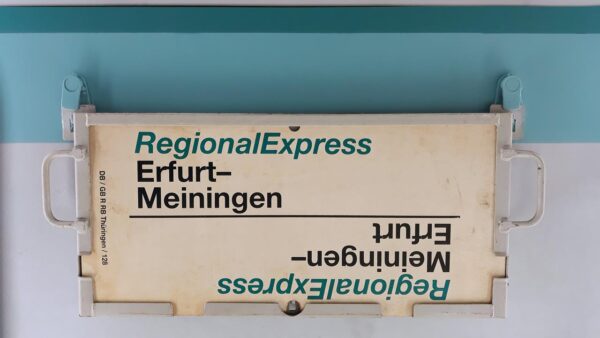 RegionalExpress
Erfurt–
Meiningen
DB / GB R RB Thüringen / 128
RegionalExpress
Meiningen–
Erfurt